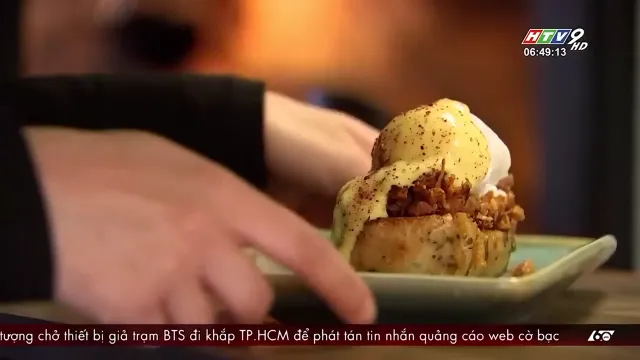 HTV9 HD
06:49:13
tượng chở thiết bị giả trạm BTS đi khắp TP.HCM để phát tán tin nhắn quảng cáo web cờ bạc